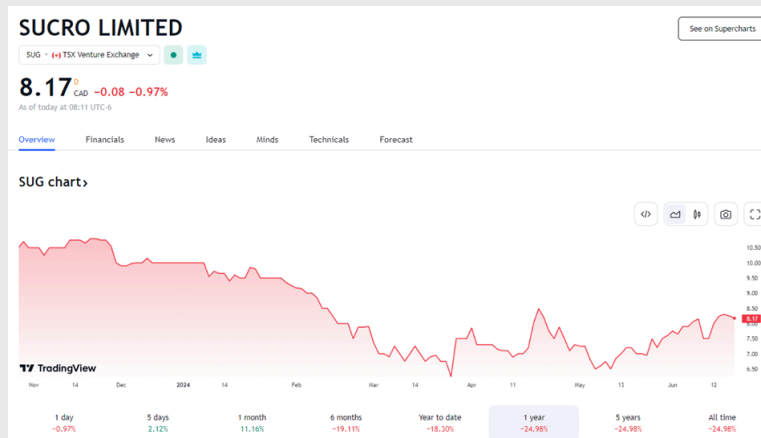 SUCRO LIMITED
See on Supercharts
SUG · TSX Venture Exchange
8.17 D CAD −0.08 −0.97%
As of today at 08:11 UTC-6
Overview Financials News Ideas Minds Technicals Forecast
SUG chart ›
10.50
10.00
9.50
9.00
8.50
8.17
8.00
7.50
7.00
6.50
TradingView
Nov 14 Dec 2024 14 Feb Mar 14 Apr 11 May 13 Jun 12
1 day 5 days 1 month 6 months Year to date 1 year 5 years All time
−0.97% 2.12% 11.16% −19.11% −18.30% −24.98% −24.98% −24.98%